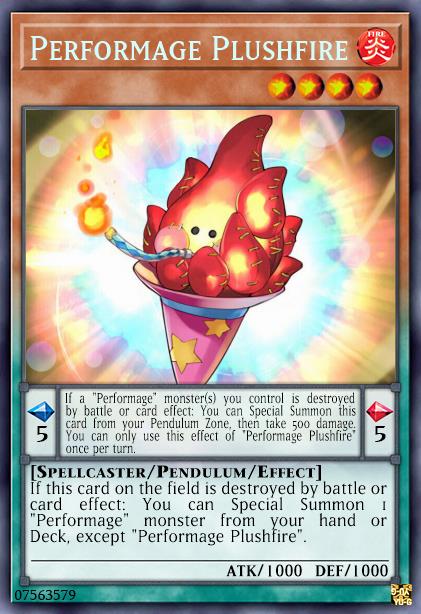 PERFORMAGE PLUSHFIRE
FIRE
炎
If a "Performage" monster(s) you control is destroyed
by battle or card effect: You can Special Summon this
card from your Pendulum Zone, then take 500 damage.
You can only use this effect of "Performage Plushfire"
once per turn.
5
5
[SPELLCASTER/PENDULUM/EFFECT]
If this card on the field is destroyed by battle or
card effect: You can Special Summon 1
"Performage" monster from your hand or
Deck, except "Performage Plushfire".
ATK/1000 DEF/1000
07563579